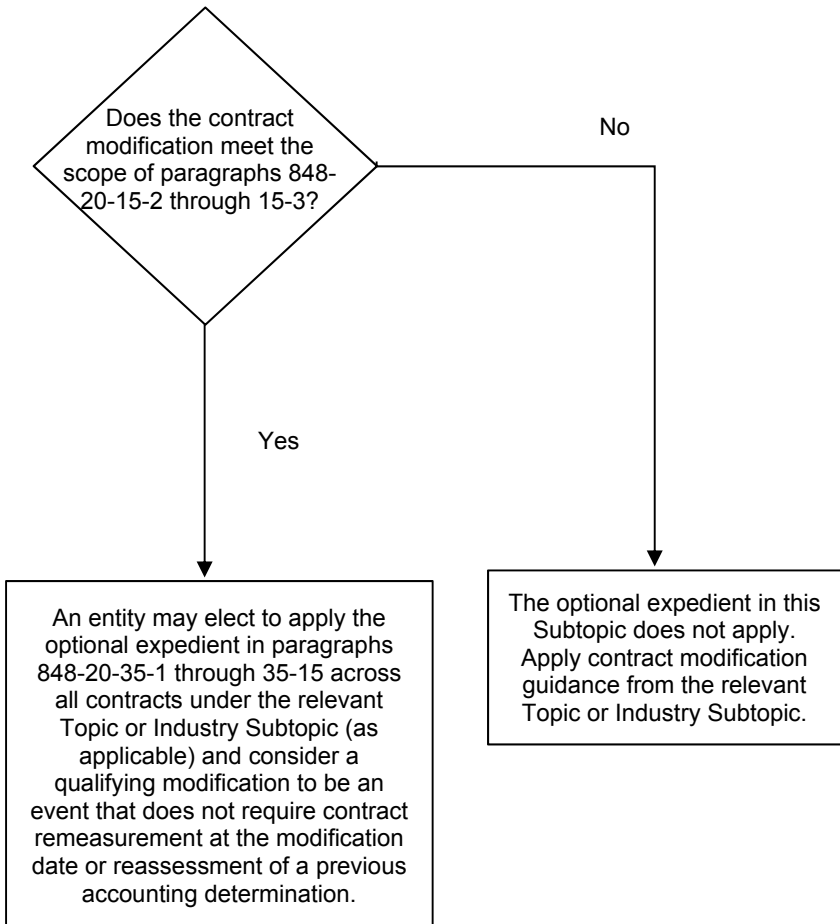 Does the contract
modification meet the
scope of paragraphs 848-
20-15-2 through 15-3?
No
Yes
An entity may elect to apply the
optional expedient in paragraphs
848-20-35-1 through 35-15 across
all contracts under the relevant
Topic or Industry Subtopic (as
applicable) and consider a
qualifying modification to be an
event that does not require contract
remeasurement at the modification
date or reassessment of a previous
accounting determination.
The optional expedient in this
Subtopic does not apply.
Apply contract modification
guidance from the relevant
Topic or Industry Subtopic.